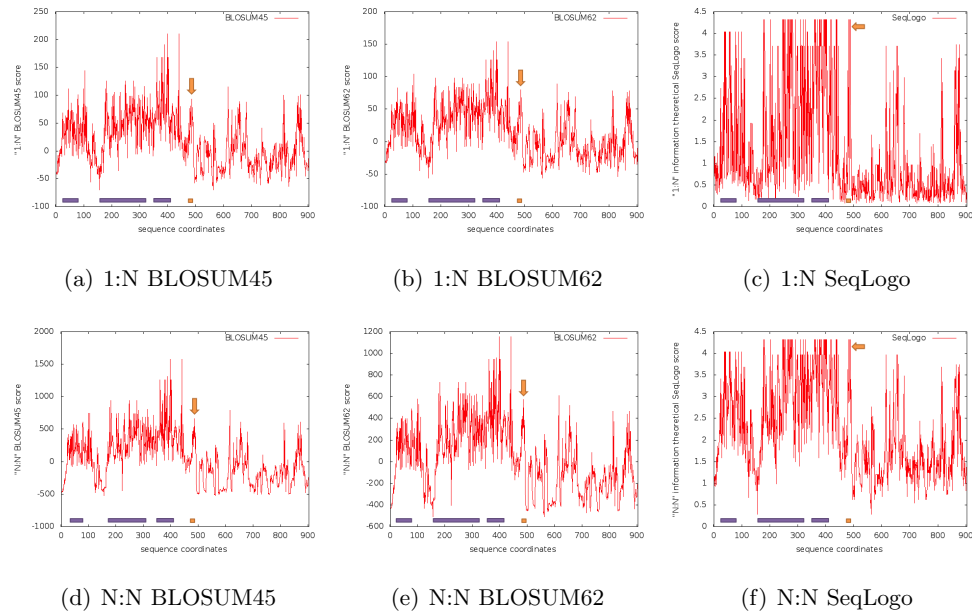 250
200
150
100
50
0
-50
-100
0 100 200 300 400 500 600 700 800 900
"1:N" BLOSUM45 score
sequence coordinates
BLOSUM45
(a) 1:N BLOSUM45
200
150
100
50
0
-50
-100
0 100 200 300 400 500 600 700 800 900
"1:N" BLOSUM62 score
sequence coordinates
BLOSUM62
(b) 1:N BLOSUM62
4.5
4
3.5
3
2.5
2
1.5
1
0.5
0
0 100 200 300 400 500 600 700 800 900
"1:N" information theoretical SeqLogo score
sequence coordinates
SeqLogo
(c) 1:N SeqLogo
2000
1500
1000
500
0
-500
-1000
0 100 200 300 400 500 600 700 800 900
"N:N" BLOSUM45 score
sequence coordinates
BLOSUM45
(d) N:N BLOSUM45
1200
1000
800
600
400
200
0
-200
-400
-600
0 100 200 300 400 500 600 700 800 900
"N:N" BLOSUM62 score
sequence coordinates
BLOSUM62
(e) N:N BLOSUM62
4.5
4
3.5
3
2.5
2
1.5
1
0.5
0
0 100 200 300 400 500 600 700 800 900
"N:N" information theoretical SeqLogo score
sequence coordinates
SeqLogo
(f) N:N SeqLogo